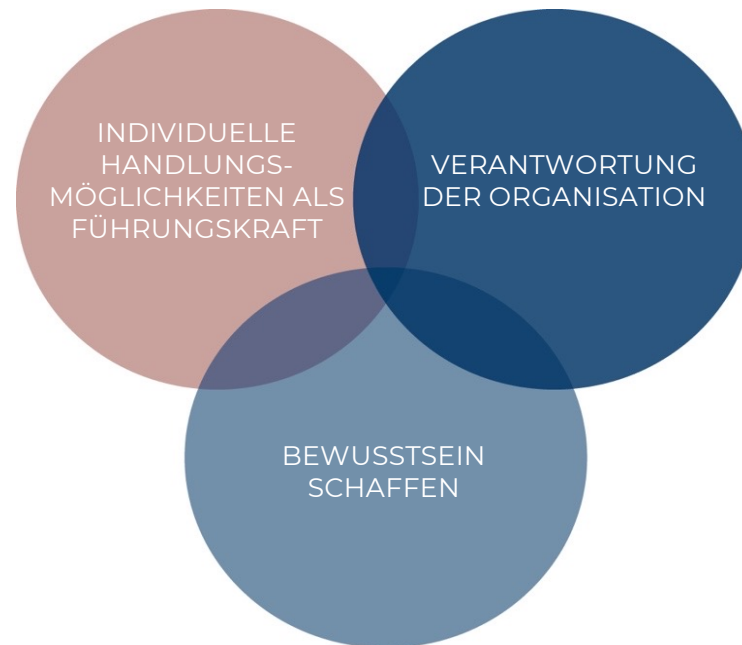 INDIVIDUELLE
HANDLUNGS-
MÖGLICHKEITEN ALS
FÜHRUNGSKRAFT
VERANTWORTUNG
DER ORGANISATION
BEWUSSTSEIN
SCHAFFEN